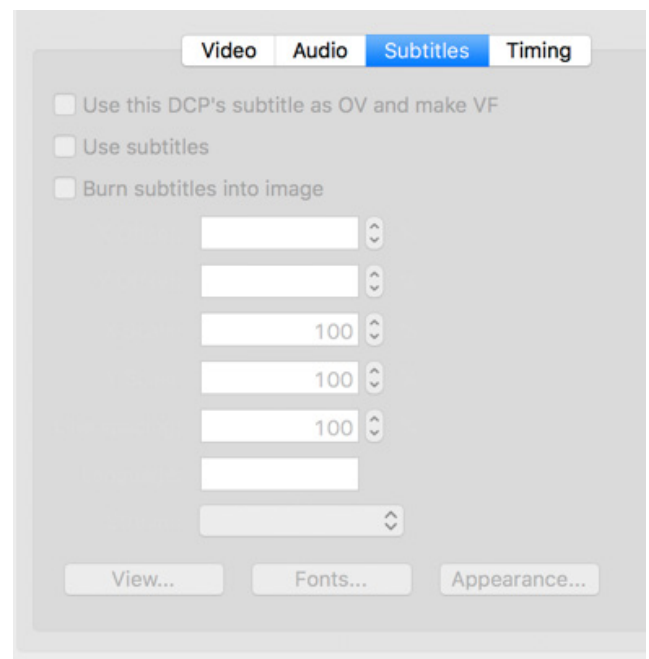 Video Audio Subtitles Timing
Use this DCP's subtitle as OV and make VF
Use subtitles
Burn subtitles into image
100
100
100
View... Fonts... Appearance...